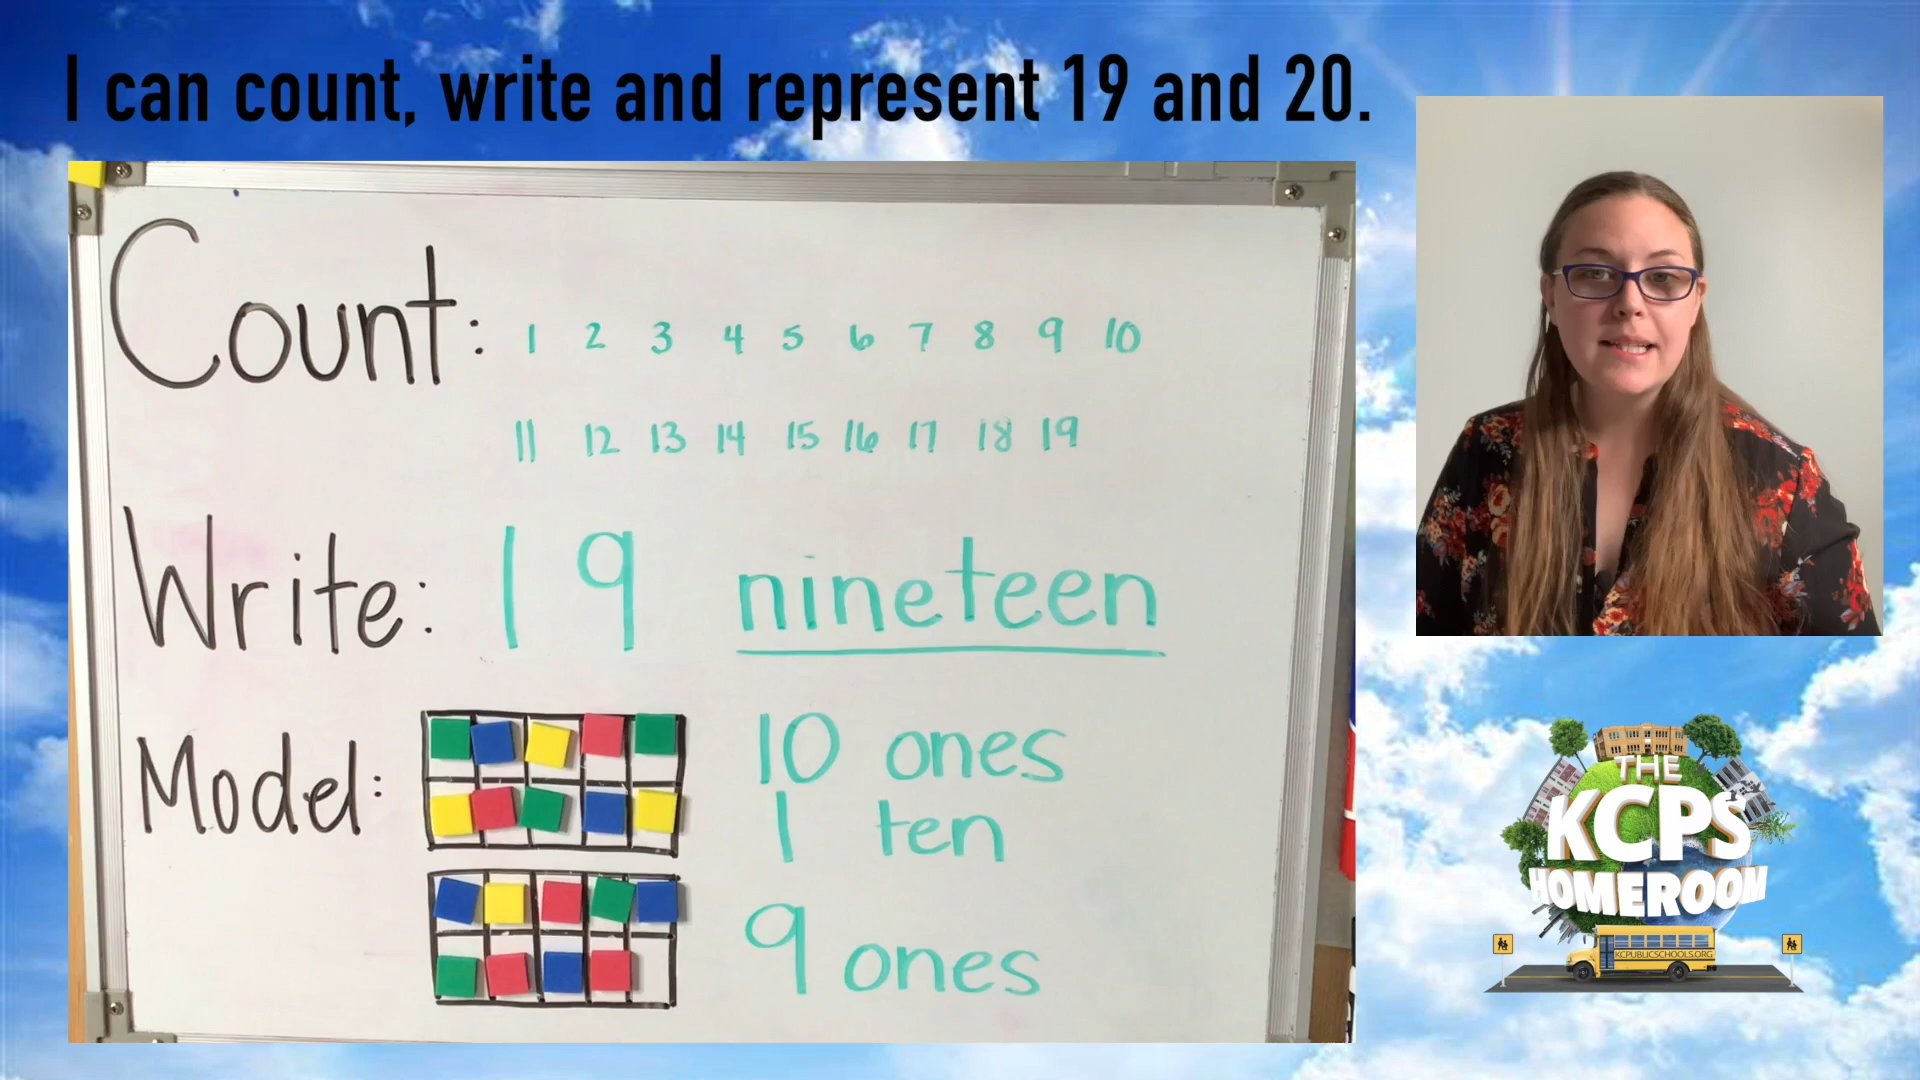 I can count, write and represent 19 and 20.
Count: 1 2 3 4 5 6 7 8 9 10
11 12 13 14 15 16 17 18 19
Write: 19 nineteen
Model: 10 ones
1 ten
9 ones
THE
KCPS
HOMEROOM
KCPUBLICSCHOOLS.ORG